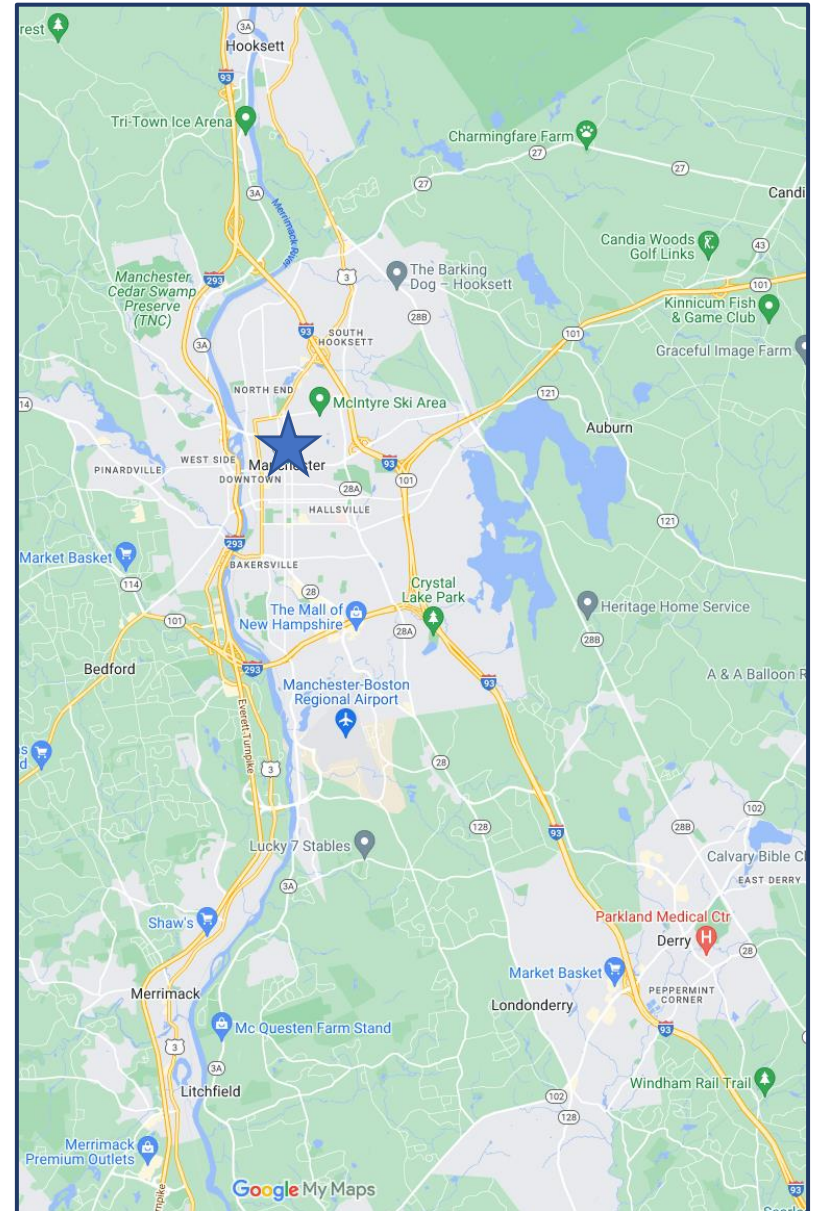 rest
3A
Hooksett
93
Tri-Town Ice Arena
Charmingfare Farm
27
27
Candi
3A
27
Merrimack River
Candia Woods
Golf Links
43
Manchester
Cedar Swamp
Preserve
(TNC)
293
3
The Barking
Dog – Hooksett
101
Kinnicum Fish
& Game Club
28B
93
SOUTH
HOOKSETT
101
3A
Graceful Image Farm
NORTH END
McIntyre Ski Area
121
14
Auburn
WEST SIDE
Manchester
93
PINARDVILLE
DOWNTOWN
28A
101
HALLSVILLE
121
293
Market Basket
BAKERSVILLE
114
28
Crystal
Lake Park
The Mall of
New Hampshire
Heritage Home Service
101
28A
28B
Bedford
293
A & A Balloon R
93
Manchester-Boston
Regional Airport
Everett Turnpike
s
d
3
28
102
128
93
28B
Lucky 7 Stables
Calvary Bible C
3A
EAST DERRY
Shaw's
Parkland Medical Ctr
Derry
H
28
Market Basket
Merrimack
PEPPERMINT
CORNER
Londonderry
Mc Questen Farm Stand
93
3
3A
Windham Rail Trail
Litchfield
102
128
Merrimack
Premium Outlets
Google My Maps
93